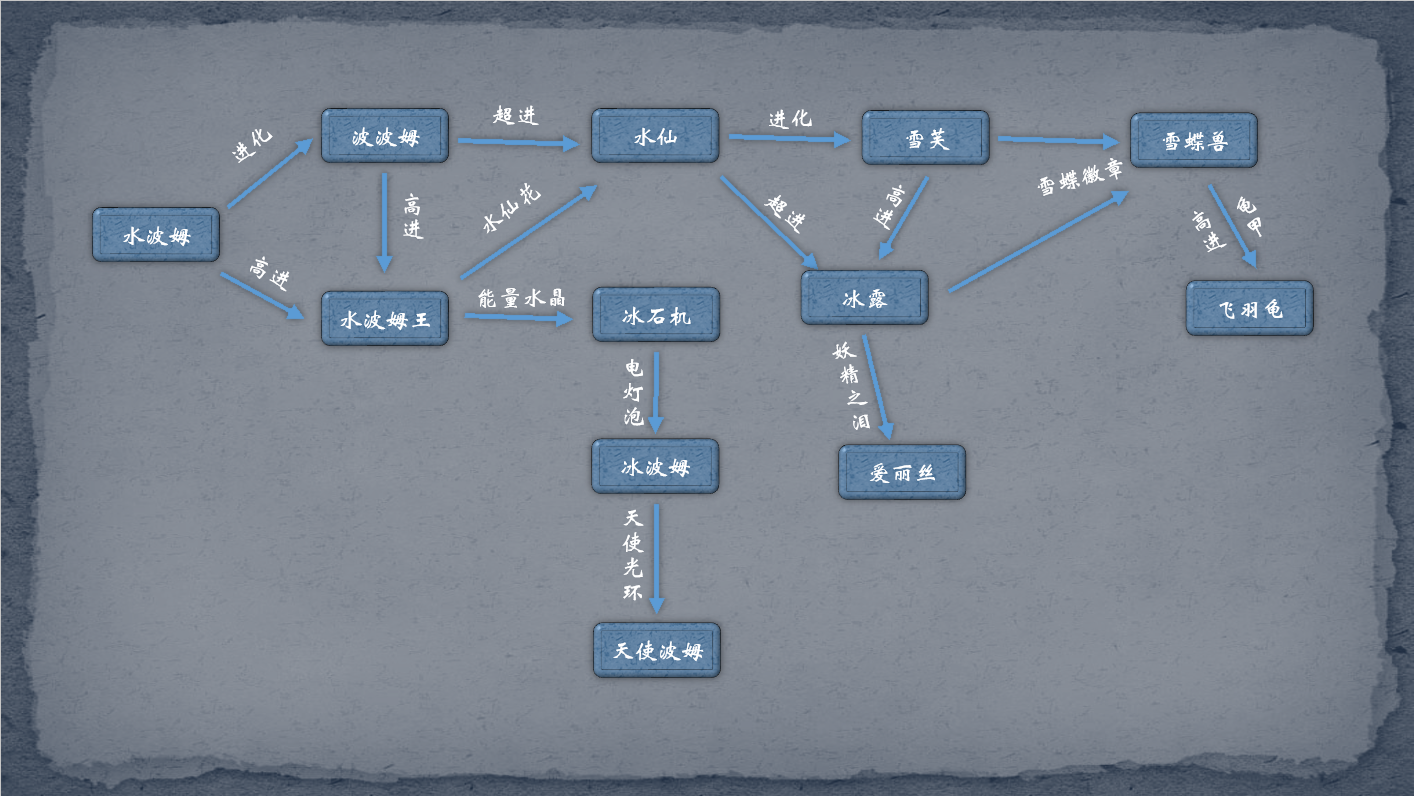 超进
进化
波波姆
水仙
雪芙
雪蝶兽
进化
雪蝶徽章
高进
水仙花
高进
超进
高进
龟甲
水波姆
高进
能量水晶
水波姆王
冰石机
冰露
飞羽龟
妖精之泪
电灯泡
冰波姆
爱丽丝
天使光环
天使波姆